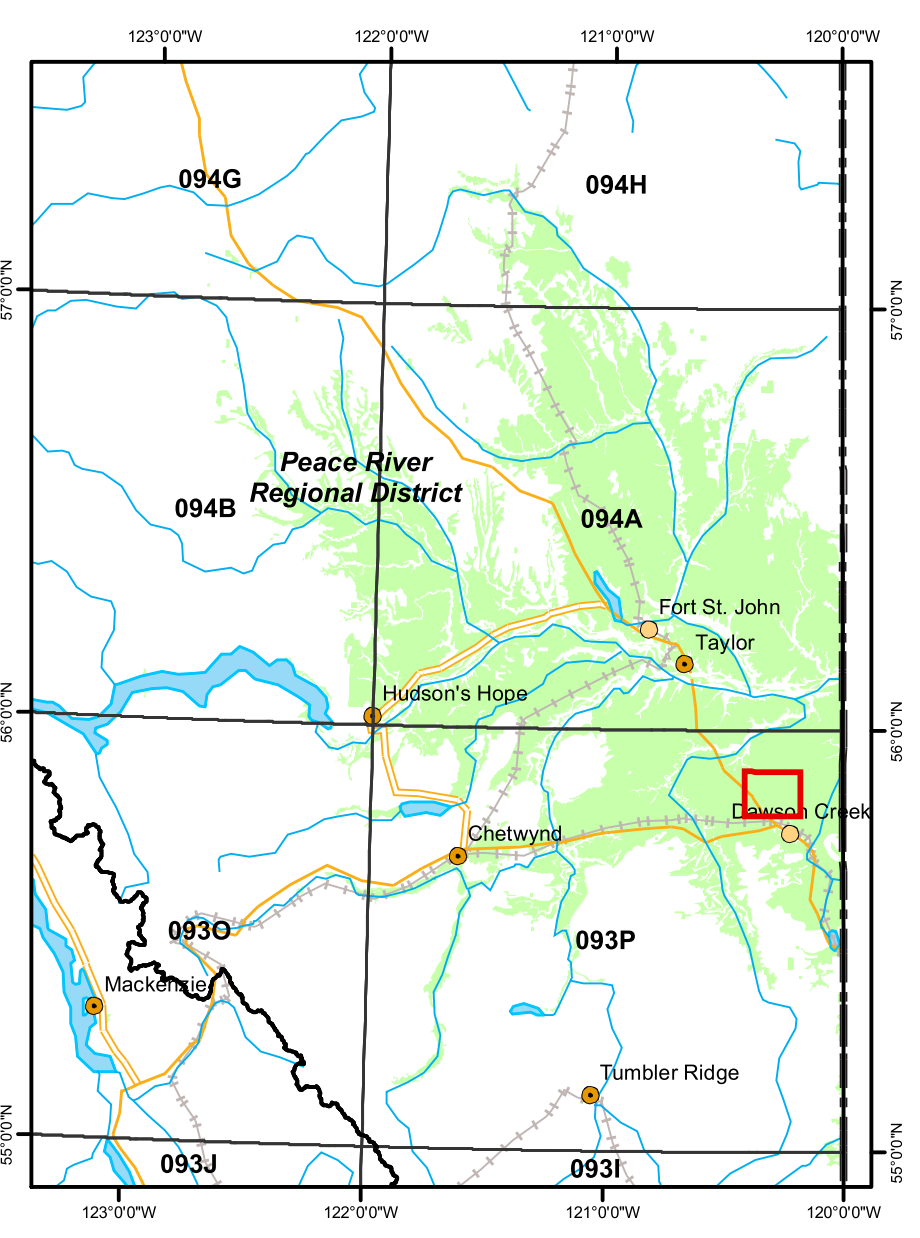 123°0'0"W
122°0'0"W
121°0'0"W
120°0'0"W
094G
094H
57°0'0"N
57°0'0"N
Peace River
Regional District
094B
094A
Fort St. John
Taylor
Hudson's Hope
56°0'0"N
56°0'0"N
Dawson Creek
Chetwynd
093O
093P
Mackenzie
Tumbler Ridge
55°0'0"N
55°0'0"N
093J
093I
123°0'0"W
122°0'0"W
121°0'0"W
120°0'0"W